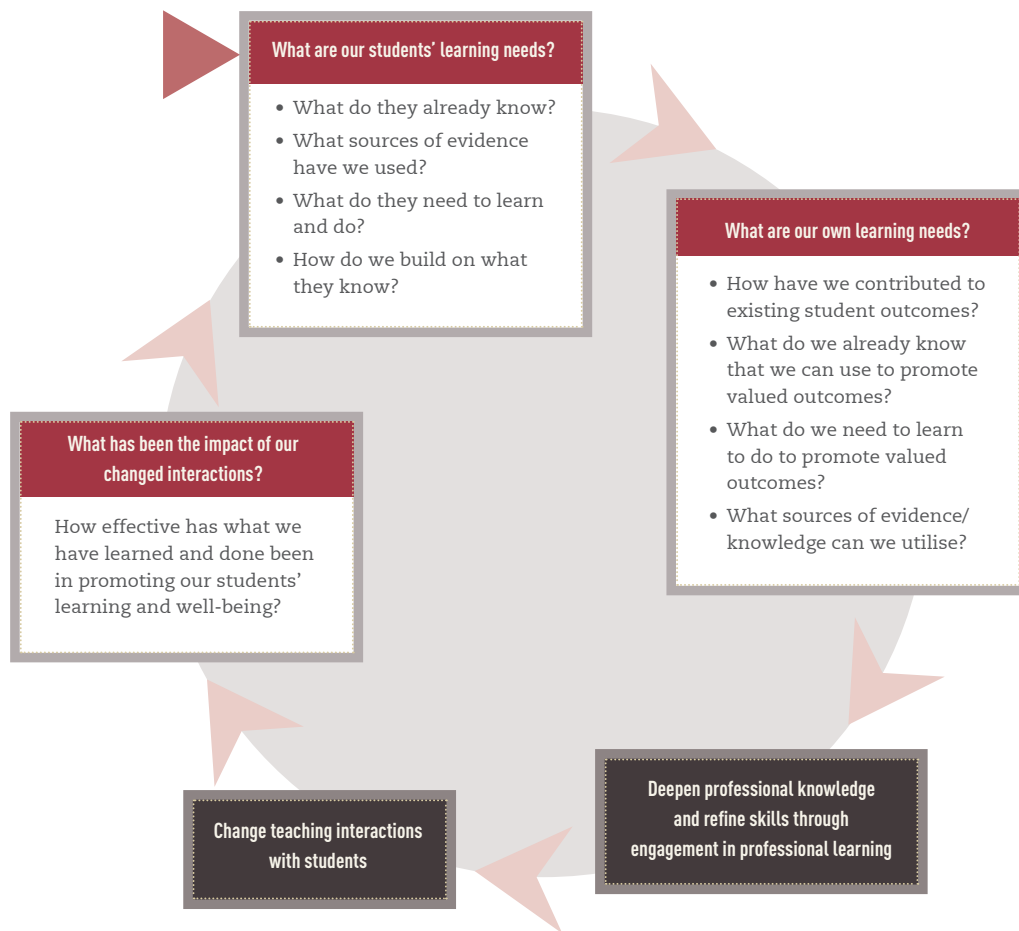 What are our students’ learning needs?
• What do they already know?
• What sources of evidence
have we used?
• What do they need to learn
and do?
• How do we build on what
they know?
What are our own learning needs?
• How have we contributed to
existing student outcomes?
• What do we already know
that we can use to promote
valued outcomes?
• What do we need to learn
to do to promote valued
outcomes?
• What sources of evidence/
knowledge can we utilise?
Deepen professional knowledge
and refine skills through
engagement in professional learning
Change teaching interactions
with students
What has been the impact of our
changed interactions?
How effective has what we
have learned and done been
in promoting our students’
learning and well-being?